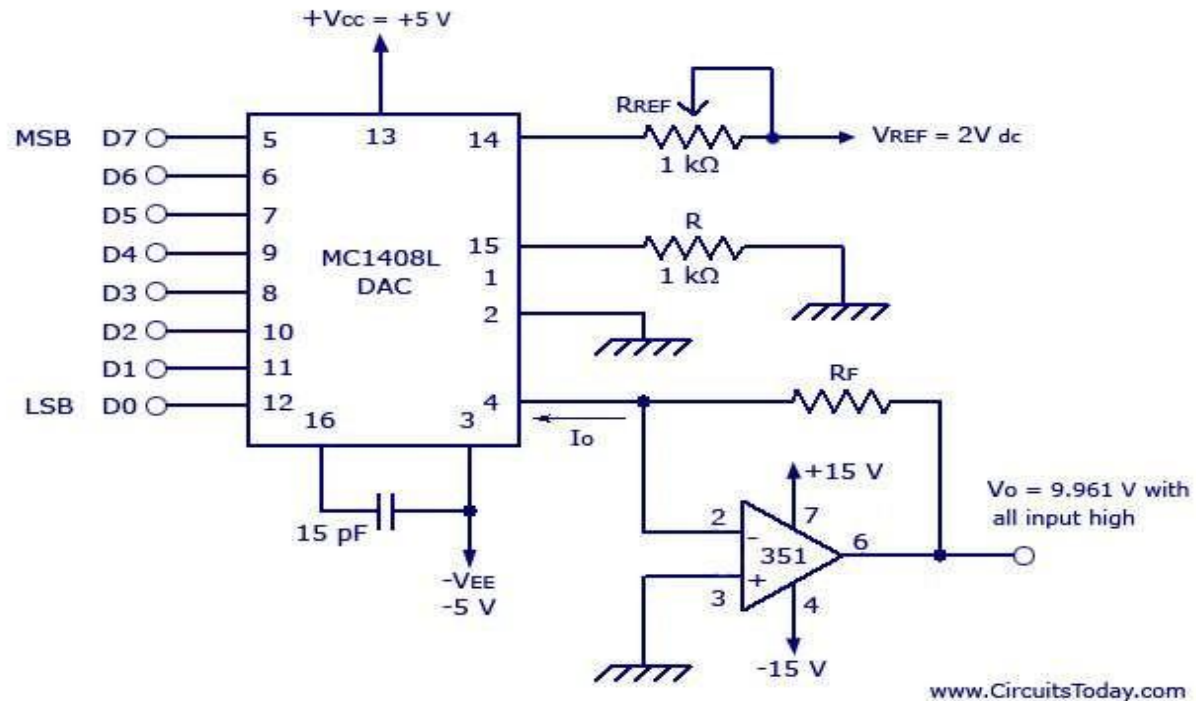 +Vcc = +5 V
RREF
MSB D7 5 13 14 VREF = 2V dc
1 kΩ
D6 6
D5 7
R
D4 9 15
MC1408L
DAC
1 kΩ
1
D3 8
2
D2 10
D1 11
RF
LSB D0 12
16 3 4
Io
+15 V
Vo = 9.961 V with
all input high
15 pF
2 7
-
351 6
+
3 4
-VEE
-5 V
-15 V
www.CircuitsToday.com